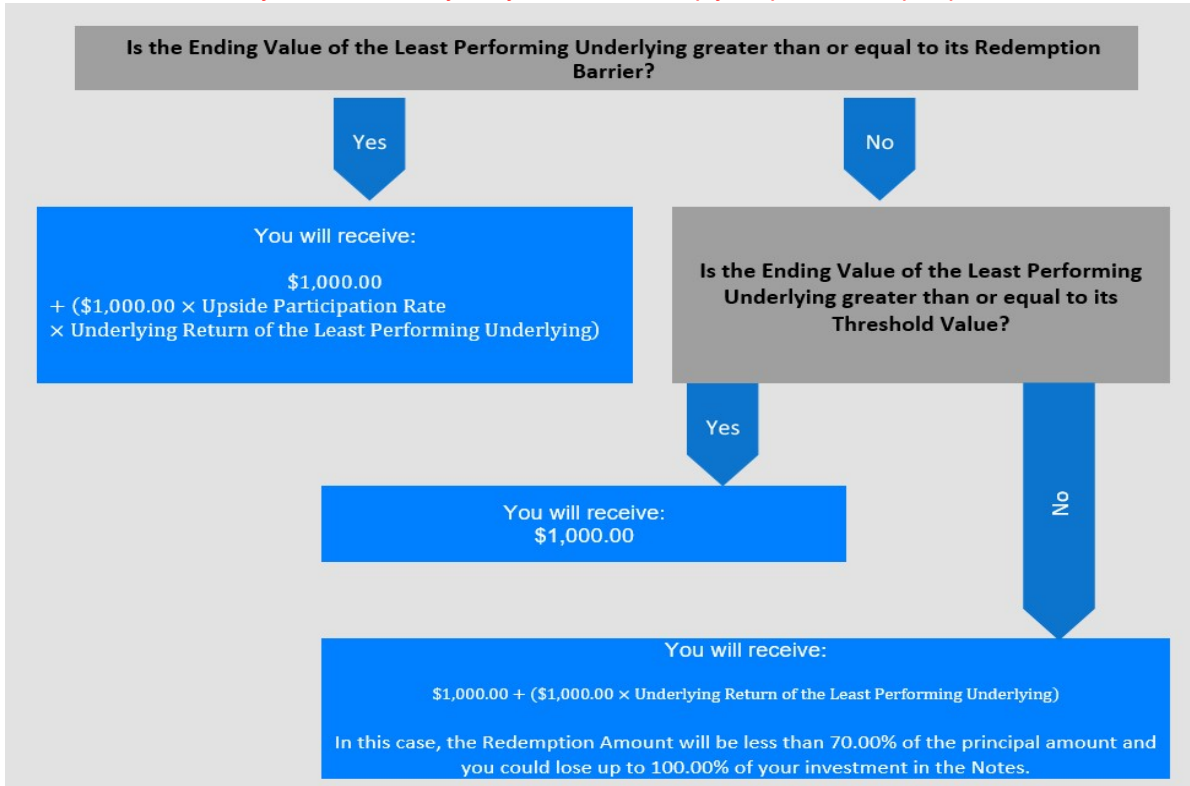 Is the Ending Value of the Least Performing Underlying greater than or equal to its Redemption
Barrier?
Yes
No
You will receive:
$1,000.00
+ ($1,000.00 × Upside Participation Rate
× Underlying Return of the Least Performing Underlying)
Is the Ending Value of the Least Performing
Underlying greater than or equal to its
Threshold Value?
Yes
No
You will receive:
$1,000.00
You will receive:
$1,000.00 + ($1,000.00 × Underlying Return of the Least Performing Underlying)
In this case, the Redemption Amount will be less than 70.00% of the principal amount and
you could lose up to 100.00% of your investment in the Notes.